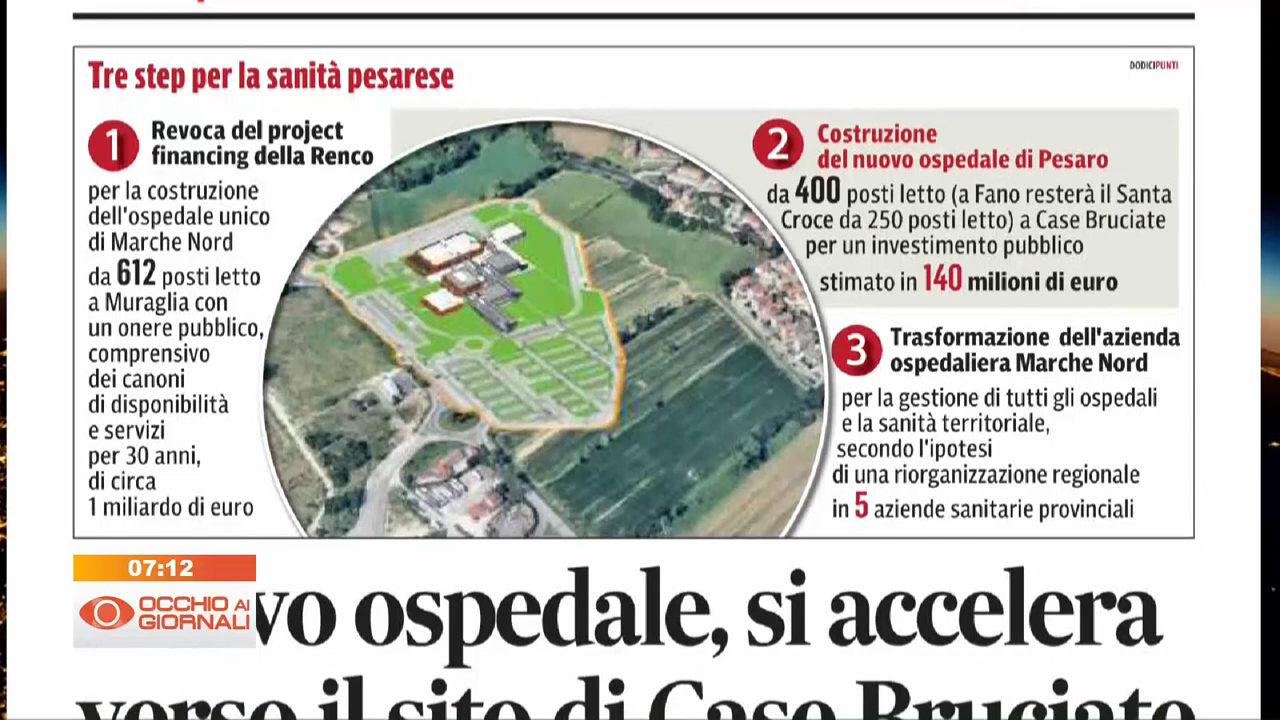 Tre step per la sanità pesarese
DODICIPUNTI
1 Revoca del project
financing della Renco
per la costruzione
dell'ospedale unico
di Marche Nord
da 612 posti letto
a Muraglia con
un onere pubblico,
comprensivo
dei canoni
di disponibilità
e servizi
per 30 anni,
di circa
1 miliardo di euro
2 Costruzione
del nuovo ospedale di Pesaro
da 400 posti letto (a Fano resterà il Santa
Croce da 250 posti letto) a Case Bruciate
per un investimento pubblico
stimato in 140 milioni di euro
3 Trasformazione dell'azienda
ospedaliera Marche Nord
per la gestione di tutti gli ospedali
e la sanità territoriale,
secondo l'ipotesi
di una riorganizzazione regionale
in 5 aziende sanitarie provinciali
07:12
OCCHIO AI
GIORNALI
vo ospedale, si accelera
verso il sito di Case Bruciate